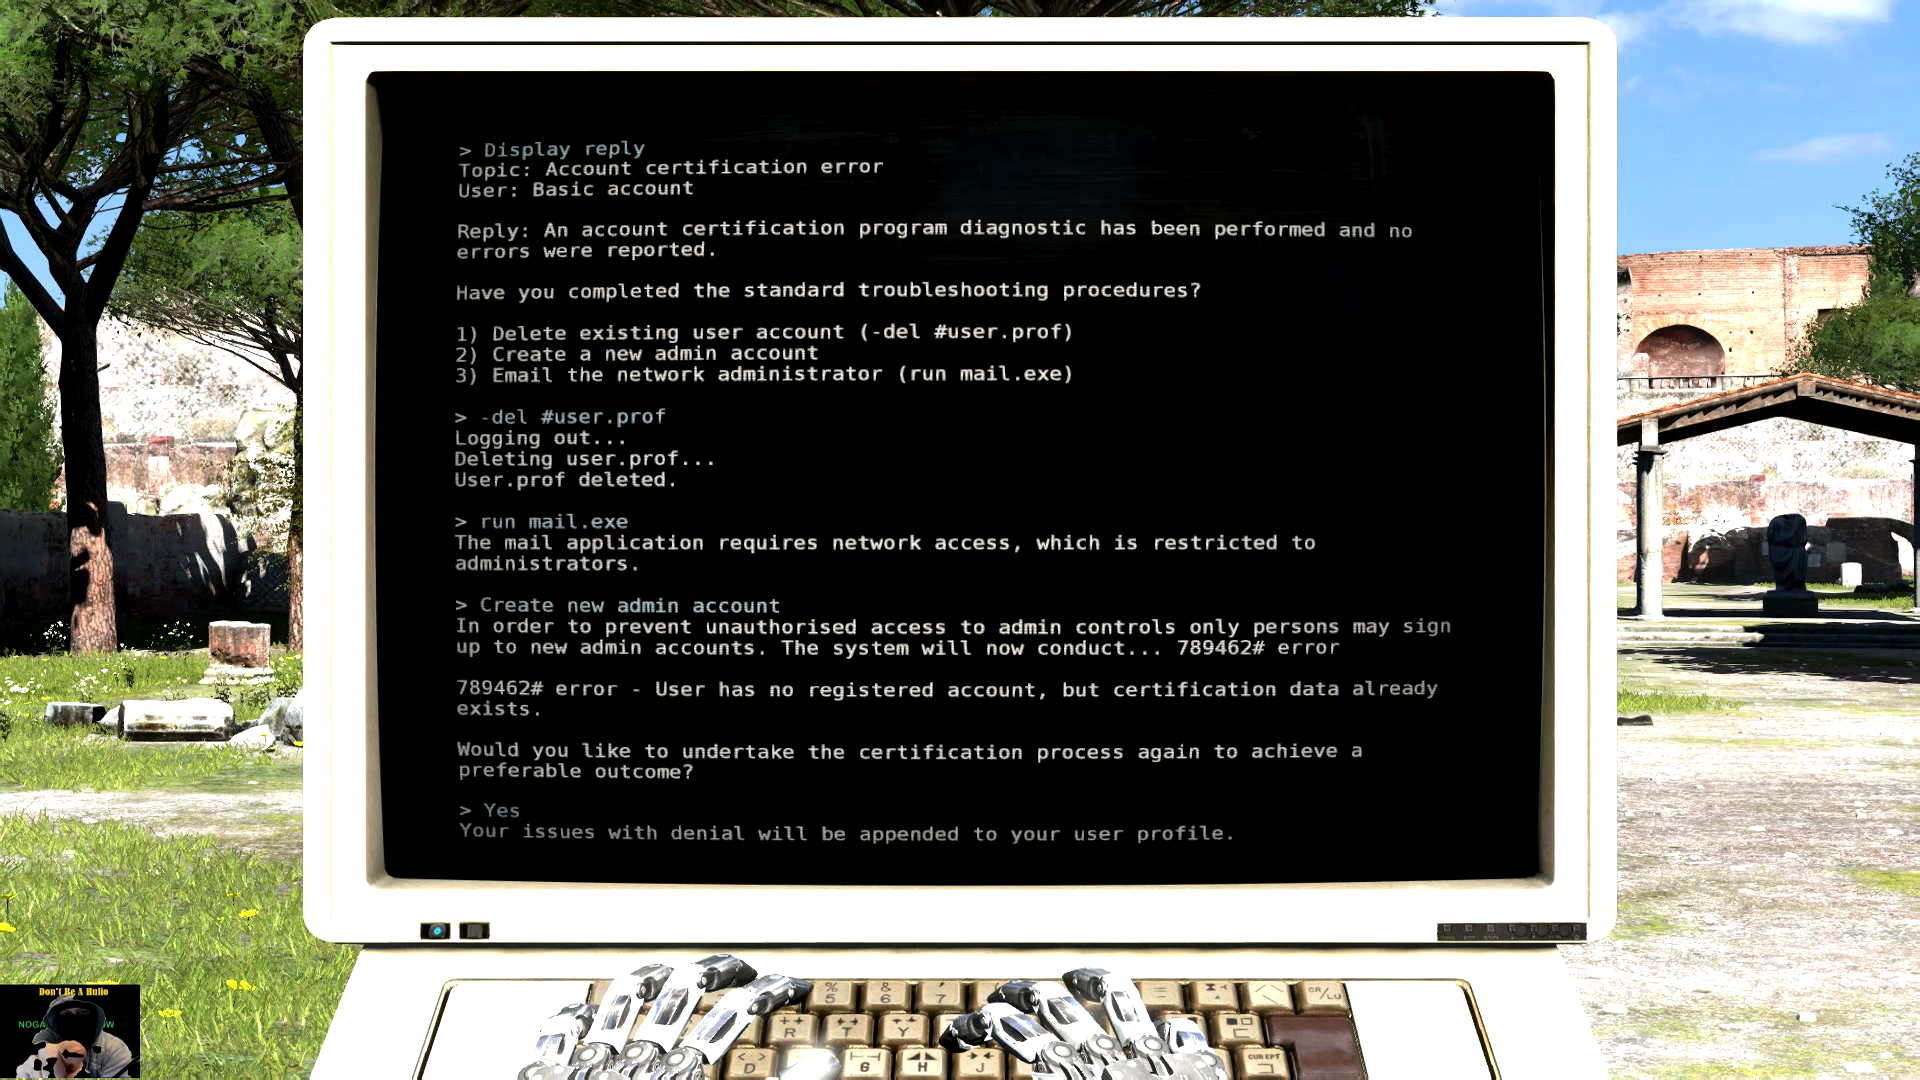 > Display reply
Topic: Account certification error
User: Basic account
Reply: An account certification program diagnostic has been performed and no
errors were reported.
Have you completed the standard troubleshooting procedures?
1) Delete existing user account (-del #user.prof)
2) Create a new admin account
3) Email the network administrator (run mail.exe)
> -del #user.prof
Logging out...
Deleting user.prof...
User.prof deleted.
> run mail.exe
The mail application requires network access, which is restricted to
administrators.
> Create new admin account
In order to prevent unauthorised access to admin controls only persons may sign
up to new admin accounts. The system will now conduct... 789462# error
789462# error - User has no registered account, but certification data already
exists.
Would you like to undertake the certification process again to achieve a
preferable outcome?
> Yes
Your issues with denial will be appended to your user profile.
Don't Be A Hulio
% 5 & 6 ' 7 = CR/LU
R T Y
D G H J CUR EPT